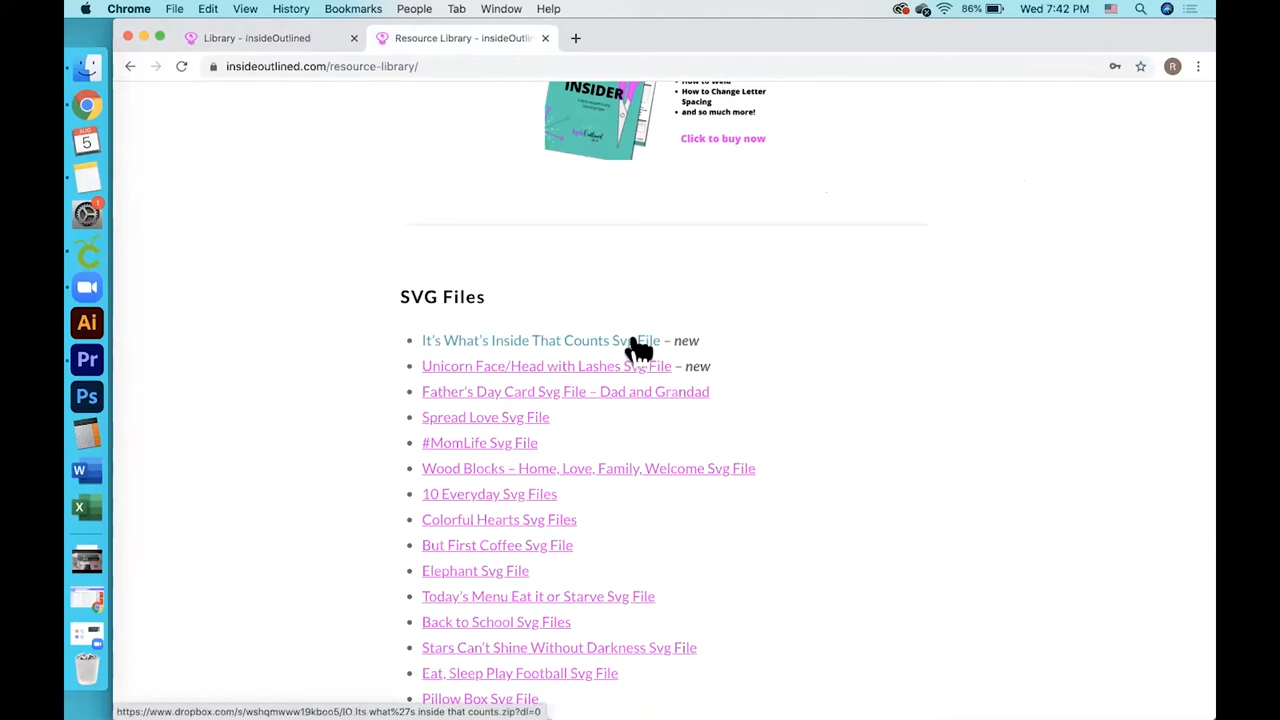 Chrome File Edit View History Bookmarks People Tab Window Help 86% Wed 7:42 PM
Library - insideOutlined Resource Library - insideOutlin
insideoutlined.com/resource-library/ R
INSIDER
• How to Change Letter
Spacing
• and so much more!
Click to buy now
AUG
5
1
Ai
Pr
Ps
W
X
SVG Files
• It's What's Inside That Counts Svg File – new
• Unicorn Face/Head with Lashes Svg File – new
• Father's Day Card Svg File – Dad and Grandad
• Spread Love Svg File
• #MomLife Svg File
• Wood Blocks – Home, Love, Family, Welcome Svg File
• 10 Everyday Svg Files
• Colorful Hearts Svg Files
• But First Coffee Svg File
• Elephant Svg File
• Today's Menu Eat it or Starve Svg File
• Back to School Svg Files
• Stars Can't Shine Without Darkness Svg File
• Eat, Sleep Play Football Svg File
• Pillow Box Svg File
https://www.dropbox.com/s/wshqmwww19kboo5/IO Its what%27s inside that counts.zip?dl=0